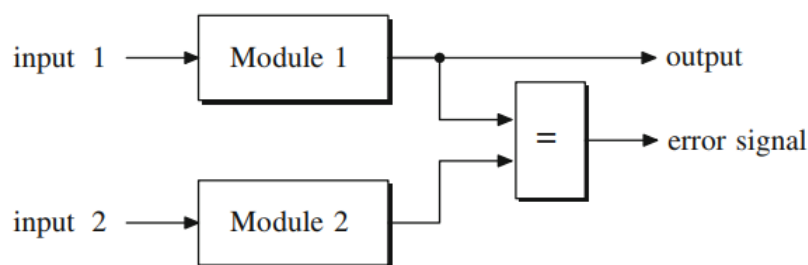 input 1
Module 1
output
=
error signal
input 2
Module 2